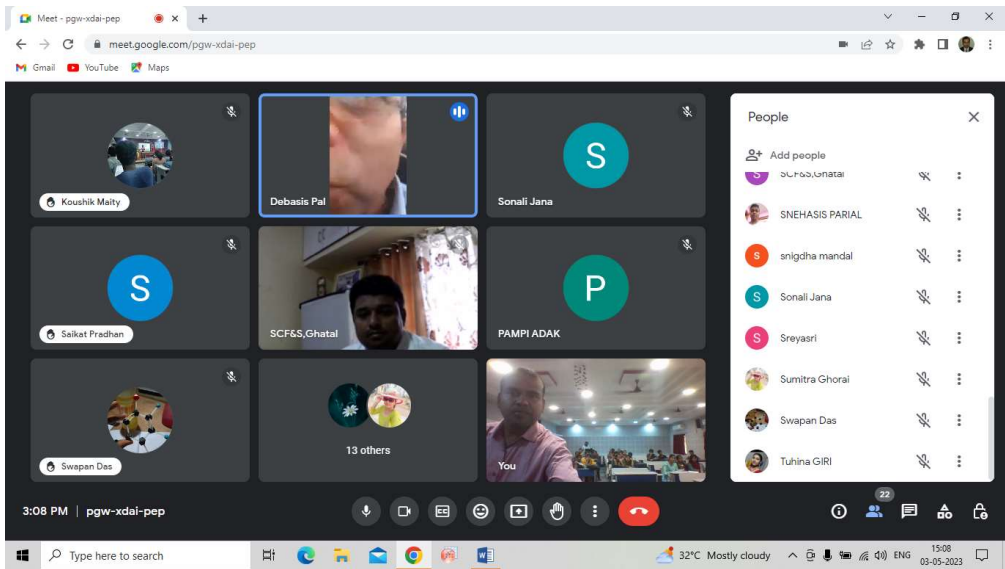 Meet - pgw-xdai-pep
meet.google.com/pgw-xdai-pep
Gmail YouTube Maps
Koushik Maity
Debasis Pal
S
Sonali Jana
S
Saikat Pradhan
SCF&S,Ghatal
P
PAMPI ADAK
Swapan Das
13 others
You
People
Add people
S SCF&S,Ghatal
SNEHASIS PARIAL
s snigdha mandal
S Sonali Jana
S Sreyasri
Sumitra Ghorai
Swapan Das
Tuhina GIRI
3:08 PM | pgw-xdai-pep
CC
22
Type here to search
W
32°C Mostly cloudy
ENG
15:08
03-05-2023